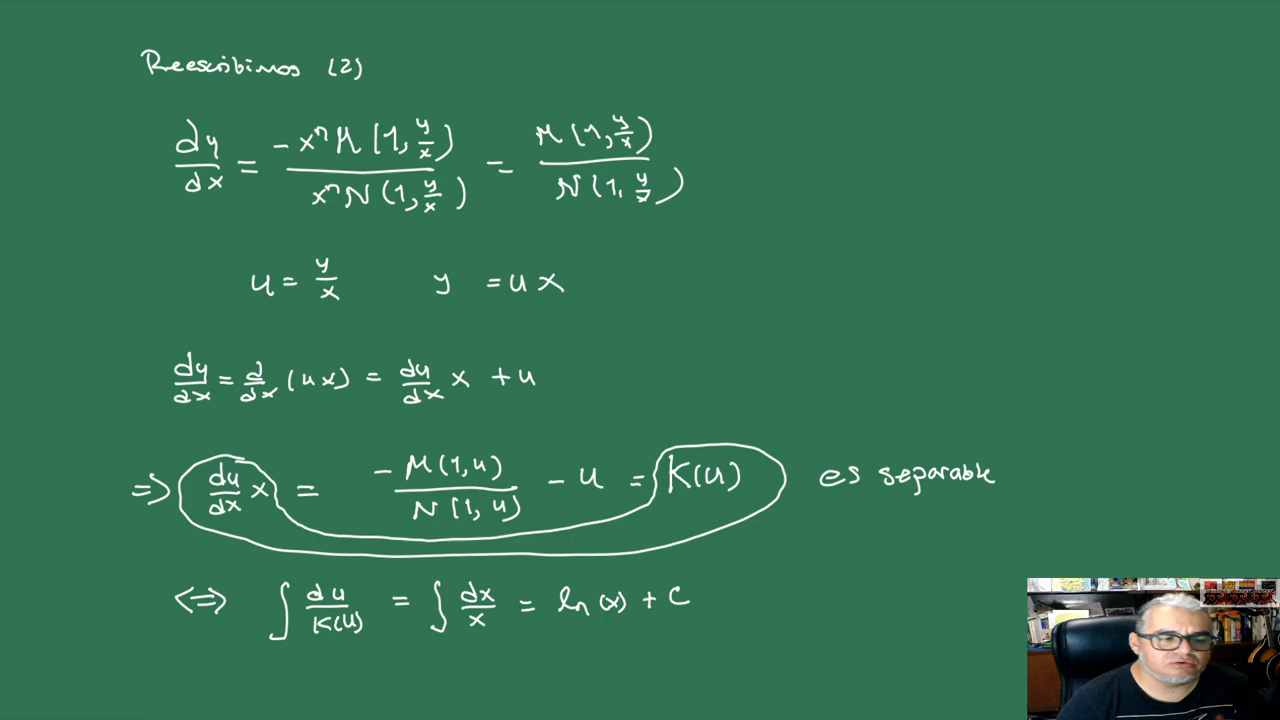 Reescribimos (2)
dy/dx = -xⁿM(1, y/x) / xⁿN(1, y/x) = M(1, y/x) / N(1, y/x)
u = y/x    y = ux
dy/dx = d/dx (ux) = du/dx x + u
=> du/dx x = -M(1,u) / N(1,u) - u = K(u) es separable
<=> ∫ du/K(u) = ∫ dx/x = ln(x) + C